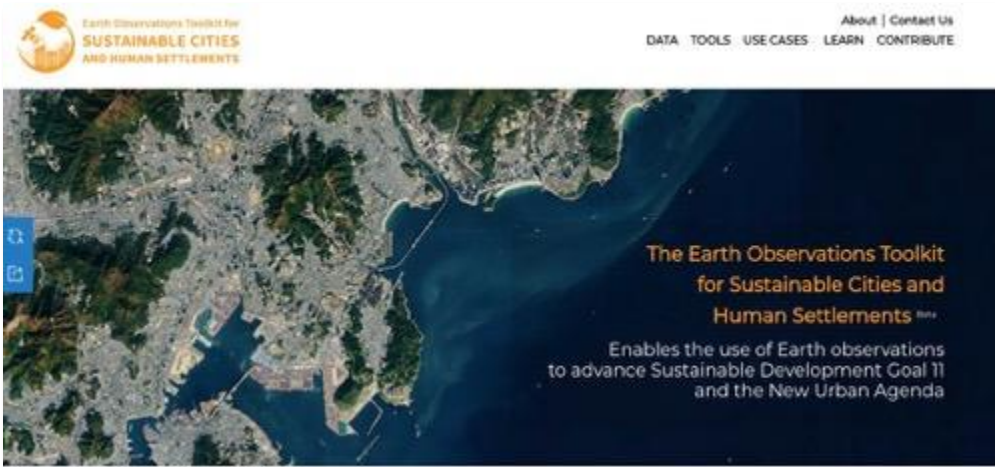 Earth Observations Toolkit for
SUSTAINABLE CITIES
AND HUMAN SETTLEMENTS
About | Contact Us
DATA TOOLS USE CASES LEARN CONTRIBUTE
The Earth Observations Toolkit
for Sustainable Cities and
Human Settlements Beta
Enables the use of Earth observations
to advance Sustainable Development Goal 11
and the New Urban Agenda